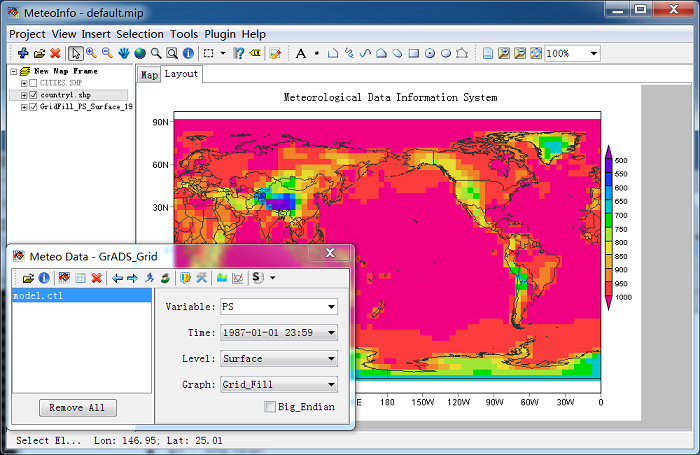 MeteoInfo - default.mip
Project View Insert Selection Tools Plugin Help
100%
New Map Frame
CITIES.SHP
country1.shp
GridFill_PS_Surface_19
Map Layout
Meteorological Data Information System
90N
60N
30N
180W 150W 120W 90W 60W 30W 0
500
550
600
650
700
750
800
850
900
950
1000
Meteo Data - GrADS_Grid
model.ctl
Variable: PS
Time: 1987-01-01 23:59
Level: Surface
Graph: Grid_Fill
Big_Endian
Remove All
Select El... Lon: 146.95; Lat: 25.01